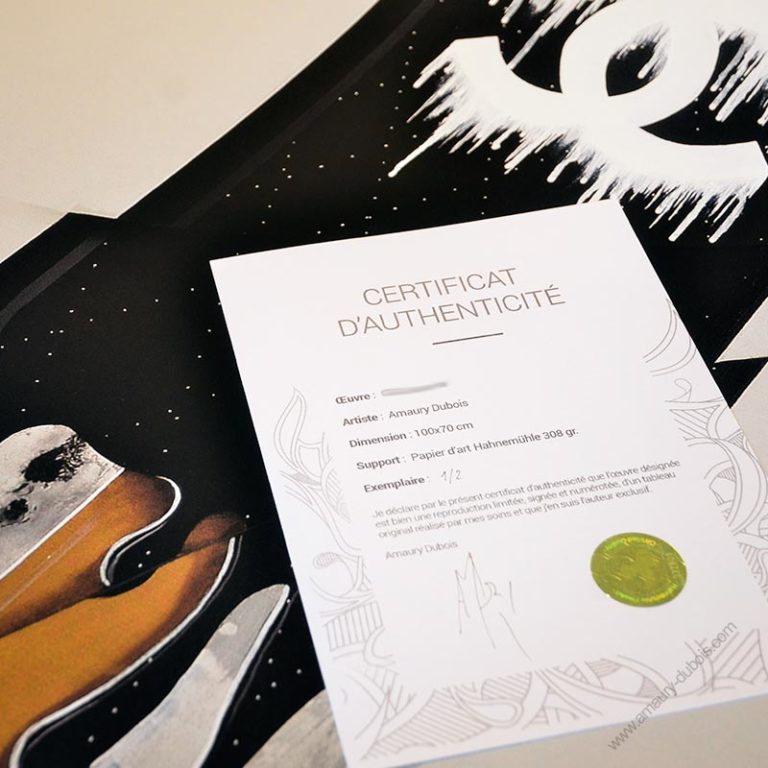 CERTIFICAT
D'AUTHENTICITÉ
Œuvre :
Artiste : Amaury Dubois
Dimension : 100x70 cm
Support : Papier d'art Hahnemühle 308 gr.
Exemplaire : 1/2
Je déclare par le présent certificat d'authenticité que l'œuvre désignée
est bien une reproduction limitée, signée et numérotée, d'un tableau
original réalisé par mes soins et que j'en suis l'auteur exclusif.
Amaury Dubois
www.amaury-dubois.com